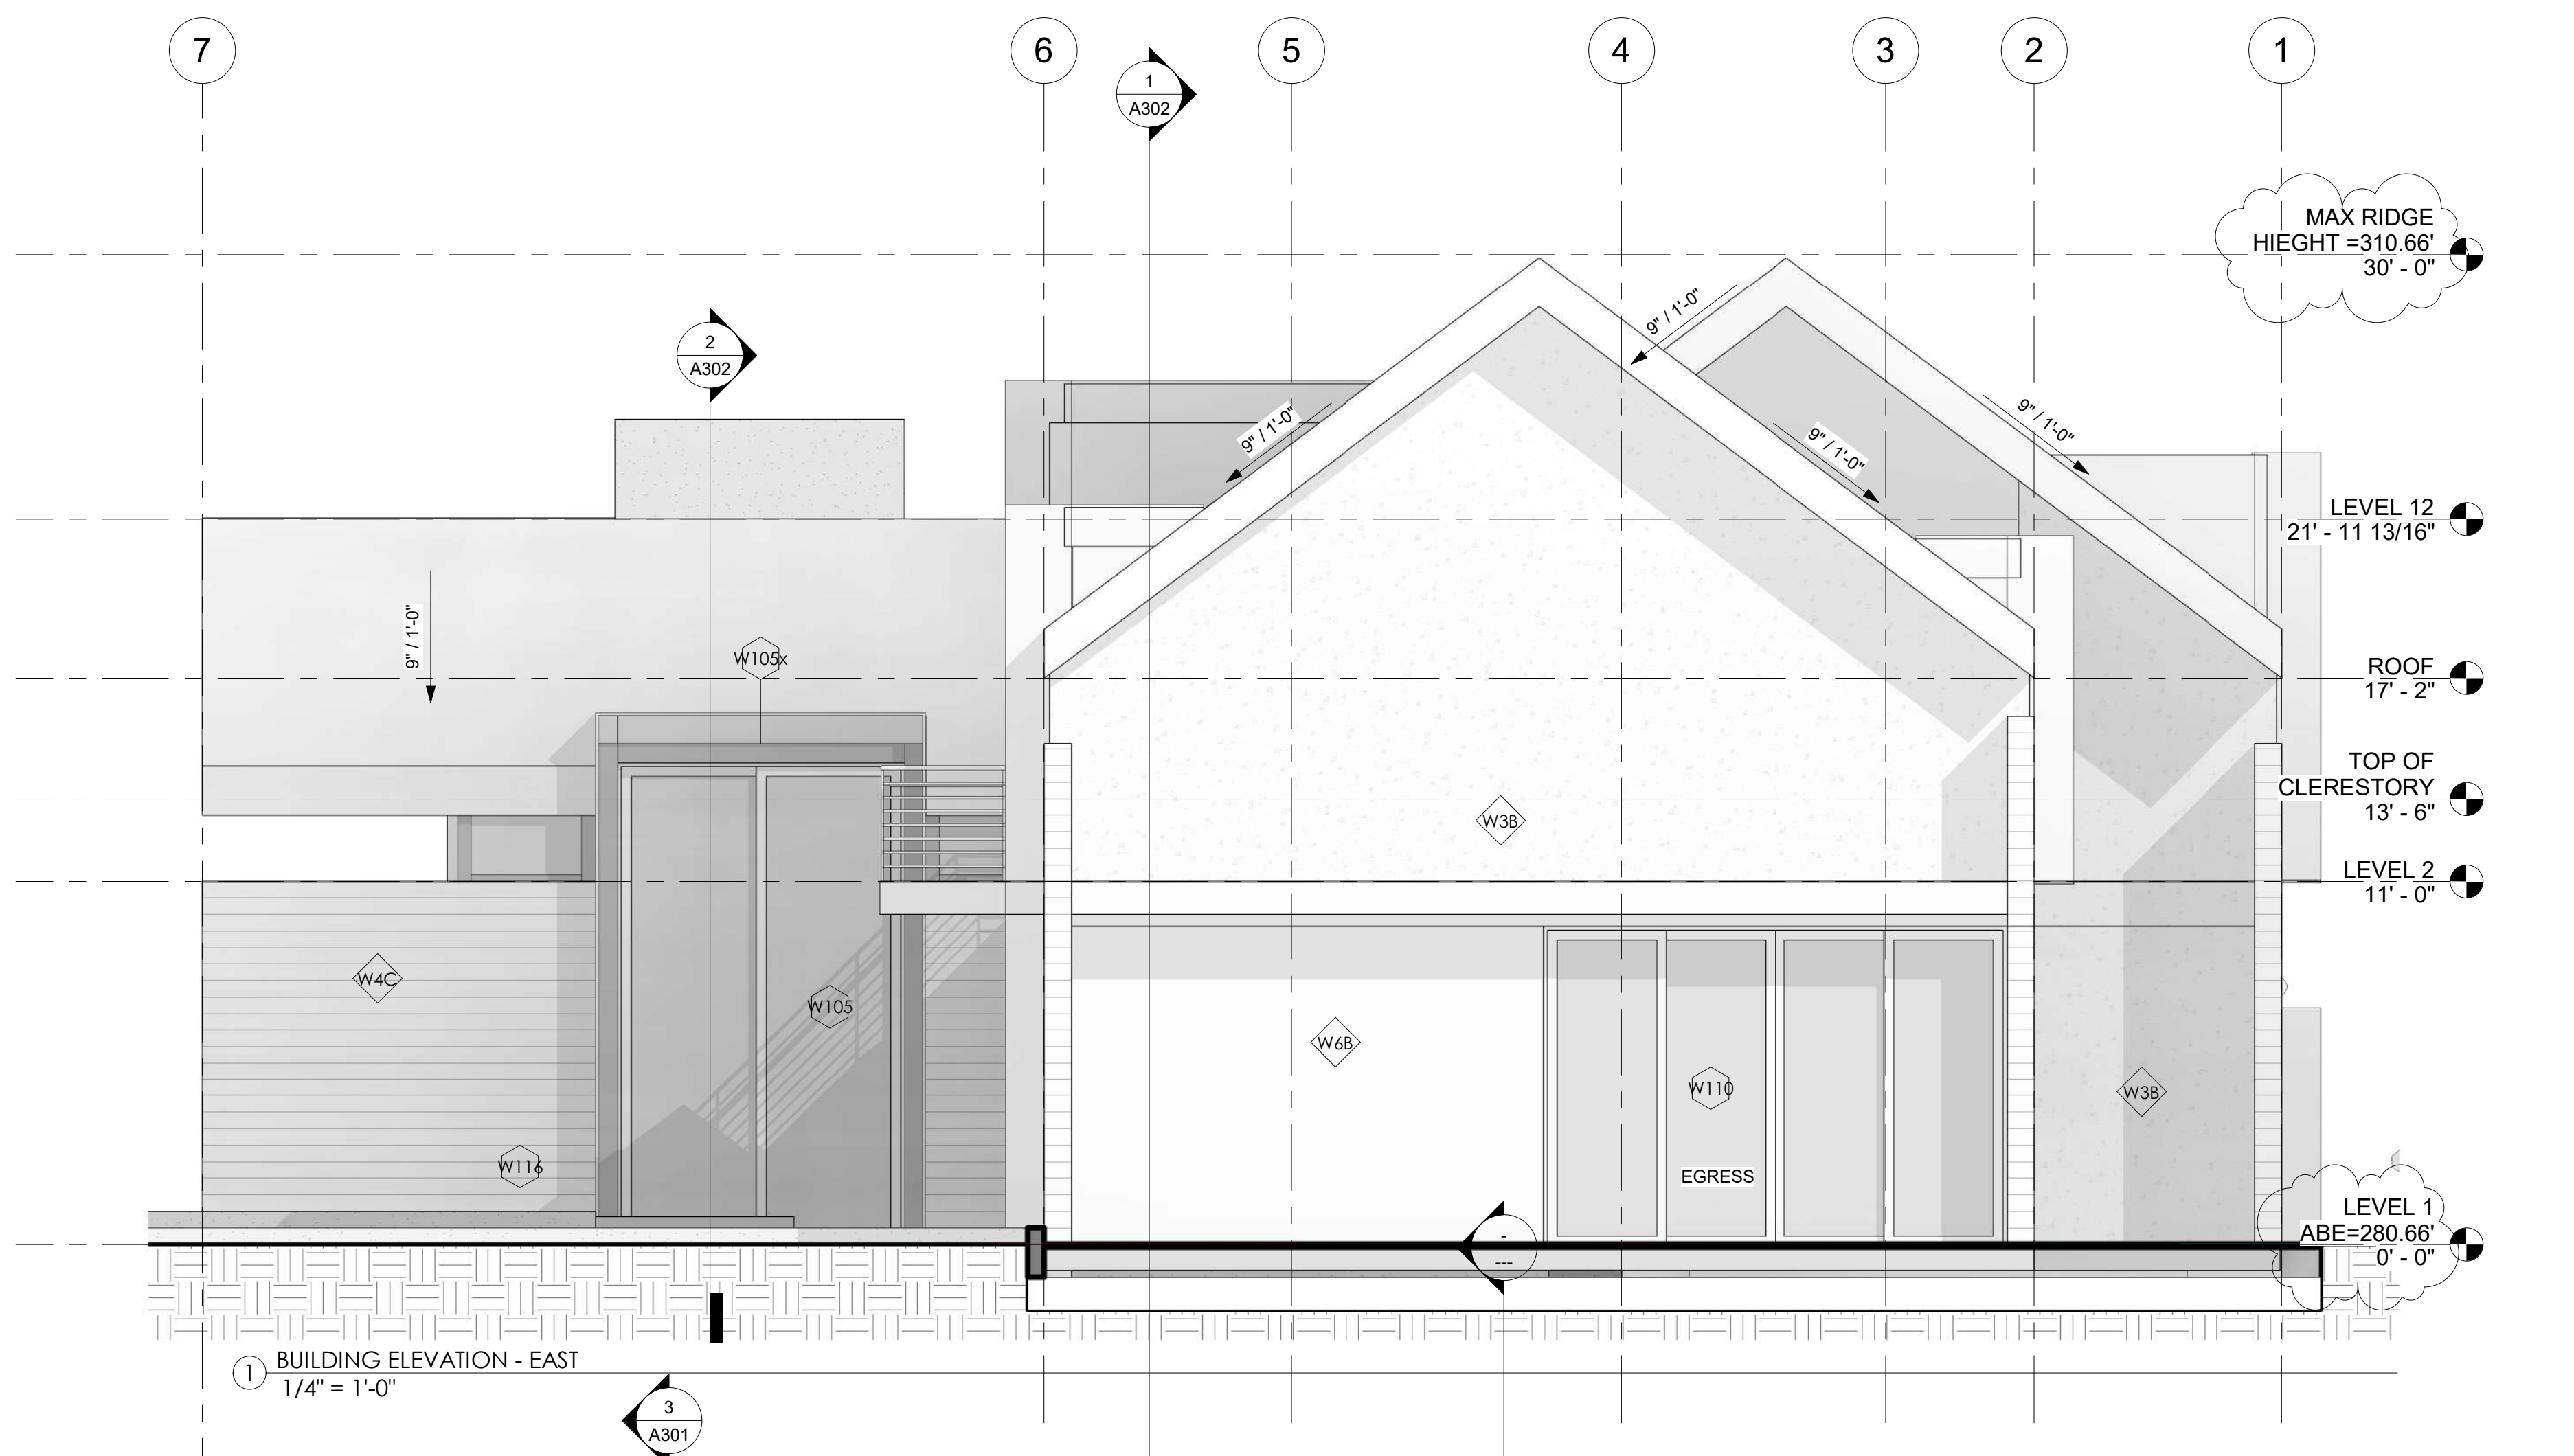 7
6
5
4
3
2
1
1
A302
MAX RIDGE
HIEGHT =310.66'
30' - 0"
2
A302
9" / 1'-0"
9" / 1'-0"
9" / 1'-0"
9" / 1'-0"
LEVEL 12
21' - 11 13/16"
9" / 1'-0"
W105x
ROOF
17' - 2"
TOP OF
CLERESTORY
13' - 6"
W3B
LEVEL 2
11' - 0"
W4C
W105
W6B
W110
W3B
W116
EGRESS
LEVEL 1
ABE=280.66'
0' - 0"
-
---
1
BUILDING ELEVATION - EAST
1/4" = 1'-0"
3
A301